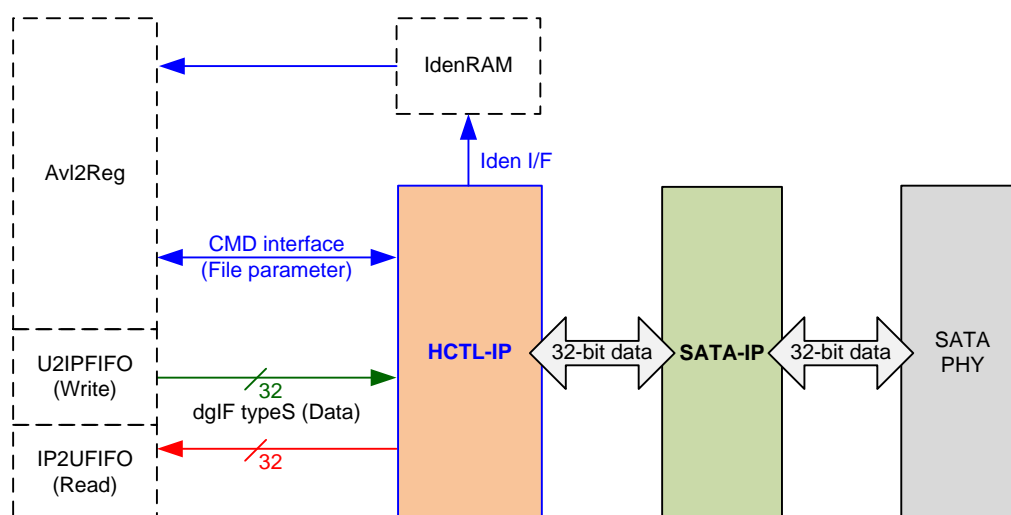 IdenRAM
Avl2Reg
Iden I/F
CMD interface
(File parameter)
HCTL-IP
32-bit data
SATA-IP
32-bit data
SATA
PHY
U2IPFIFO
(Write)
32
dgIF typeS (Data)
IP2UFIFO
(Read)
32